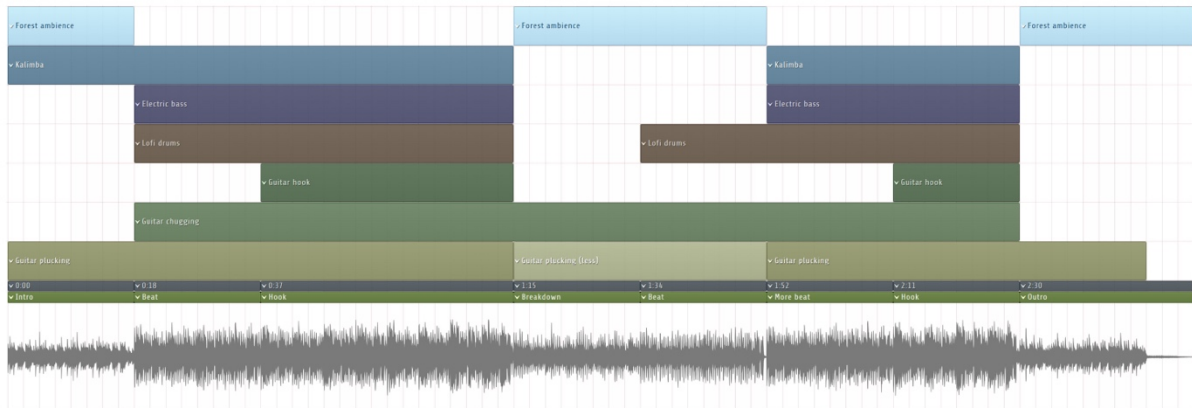 Forest ambience Forest ambience Forest ambience
Kalimba Kalimba
Electric bass Electric bass
Lofi drums Lofi drums
Guitar hook Guitar hook
Guitar chugging
Guitar plucking Guitar plucking (less) Guitar plucking
0:00 0:18 0:37 1:15 1:34 1:52 2:11 2:30
Intro Beat Hook Breakdown Beat More beat Hook Outro